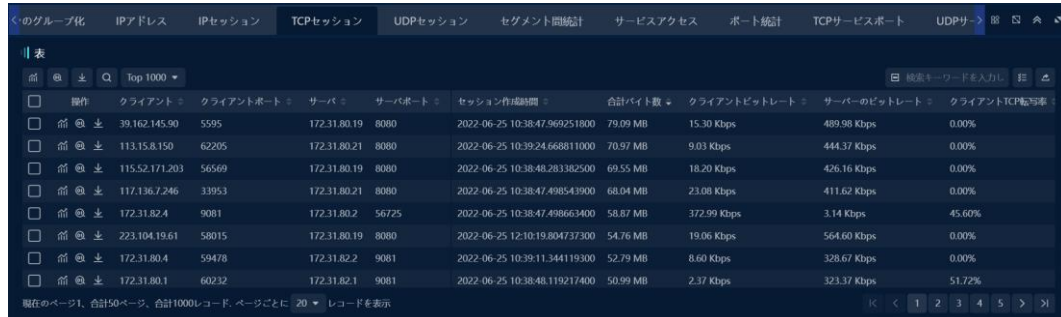 のグループ化 IPアドレス IPセッション TCPセッション UDPセッション セグメント間統計 サービスアクセス ポート統計 TCPサービスポート UDPサー
表
Top 1000 検索キーワードを入力し
操作 クライアント クライアントポート サーバ サーバポート セッション作成時間 合計バイト数 クライアントビットレート サーバーのビットレート クライアントTCP転写率
39.162.145.90 5595 172.31.80.19 8080 2022-06-25 10:38:47.969251800 79.09 MB 15.30 Kbps 489.98 Kbps 0.00%
113.15.8.150 62205 172.31.80.21 8080 2022-06-25 10:39:24.668811000 70.97 MB 9.03 Kbps 444.37 Kbps 0.00%
115.52.171.203 56569 172.31.80.19 8080 2022-06-25 10:38:48.283382500 69.55 MB 18.20 Kbps 426.16 Kbps 0.00%
117.136.7.246 33953 172.31.80.21 8080 2022-06-25 10:38:47.498543900 68.04 MB 23.08 Kbps 411.62 Kbps 0.00%
172.31.82.4 9081 172.31.80.2 56725 2022-06-25 10:38:47.498663400 58.87 MB 372.99 Kbps 3.14 Kbps 45.60%
223.104.19.61 58015 172.31.80.19 8080 2022-06-25 12:10:19.804737300 54.76 MB 19.06 Kbps 564.60 Kbps 0.00%
172.31.80.4 59478 172.31.82.2 9081 2022-06-25 10:39:11.344119300 52.79 MB 8.60 Kbps 328.67 Kbps 0.00%
172.31.80.1 60232 172.31.82.1 9081 2022-06-25 10:38:48.119217400 50.99 MB 2.37 Kbps 323.37 Kbps 51.72%
現在のページ1、合計50ページ、合計1000レコード. ページごとに 20 レコードを表示 1 2 3 4 5